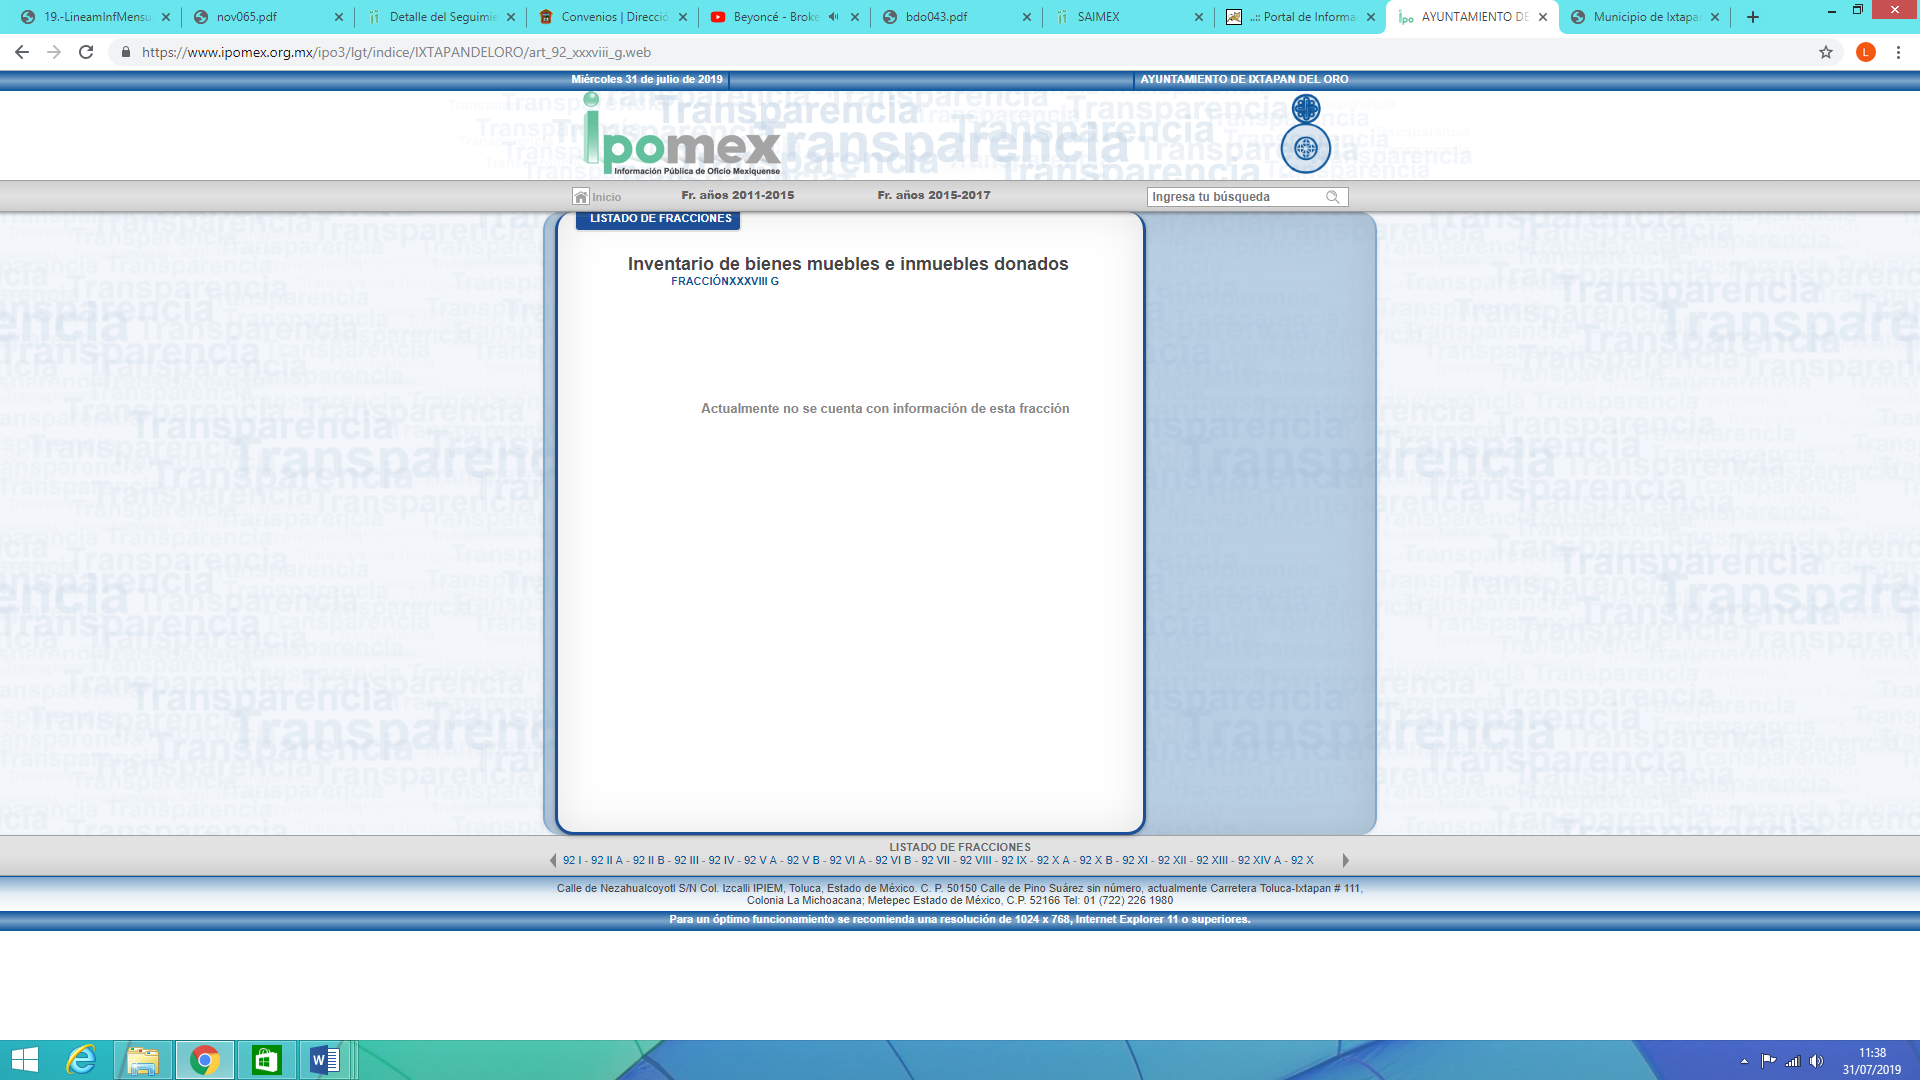 19.-LineamInfMensu
nov065.pdf
Detalle del Seguimie
Convenios | Direcció
Beyoncé - Broke
bdo043.pdf
SAIMEX
..:: Portal de Informa
AYUNTAMIENTO DE
Municipio de Ixtapa
https://www.ipomex.org.mx/ipo3/lgt/indice/IXTAPANDELORO/art_92_xxxviii_g.web
L
Miércoles 31 de julio de 2019
AYUNTAMIENTO DE IXTAPAN DEL ORO
ipomex
Información Pública de Oficio Mexiquense
Inicio
Fr. años 2011-2015
Fr. años 2015-2017
Ingresa tu búsqueda
LISTADO DE FRACCIONES
Inventario de bienes muebles e inmuebles donados
FRACCIÓNXXXVIII G
Actualmente no se cuenta con información de esta fracción
LISTADO DE FRACCIONES
92 I - 92 II A - 92 II B - 92 III - 92 IV - 92 V A - 92 V B - 92 VI A - 92 VI B - 92 VII - 92 VIII - 92 IX - 92 X A - 92 X B - 92 XI - 92 XII - 92 XIII - 92 XIV A - 92 X
Calle de Nezahualcoyotl S/N Col. Izcalli IPIEM, Toluca, Estado de México. C. P. 50150 Calle de Pino Suárez sin número, actualmente Carretera Toluca-Ixtapan # 111,
Colonia La Michoacana; Metepec Estado de México, C.P. 52166 Tel: 01 (722) 226 1980
Para un óptimo funcionamiento se recomienda una resolución de 1024 x 768, Internet Explorer 11 o superiores.
11:38
31/07/2019